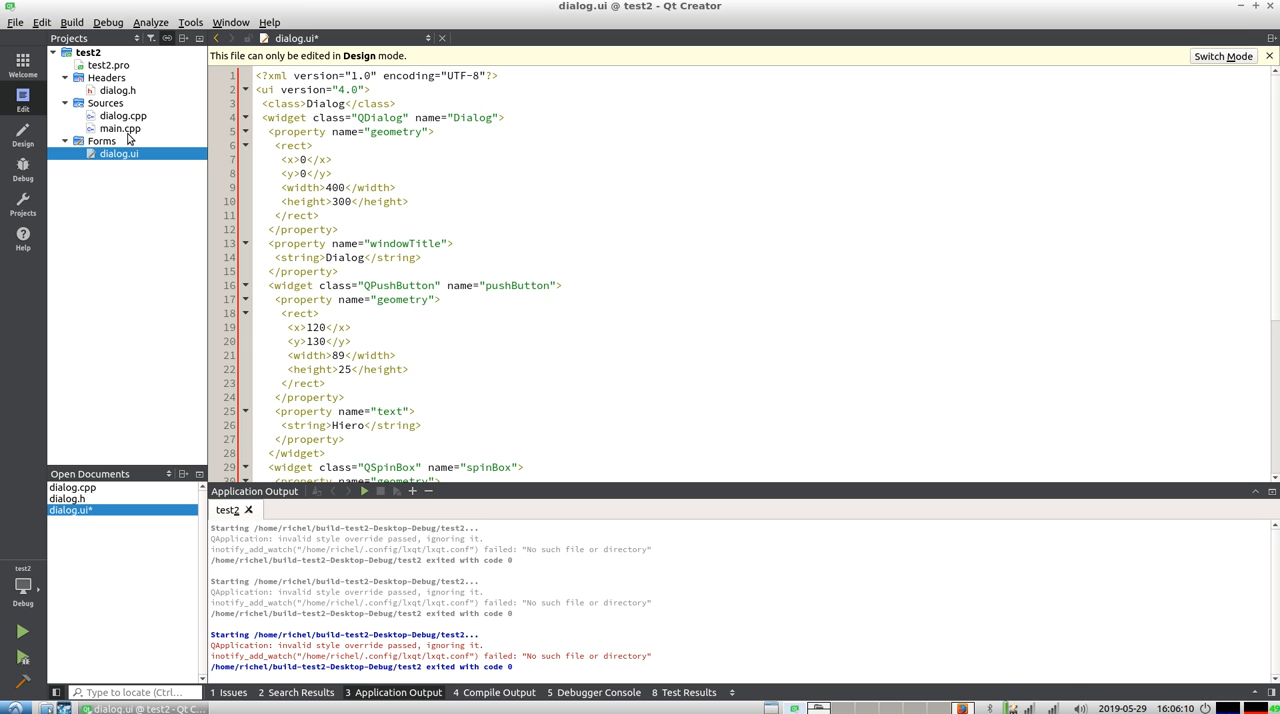 dialog.ui @ test2 - Qt Creator
File Edit Build Debug Analyze Tools Window Help
Projects
dialog.ui*
Welcome
Edit
Design
Debug
Projects
Help
test2
test2.pro
Headers
dialog.h
Sources
dialog.cpp
main.cpp
Forms
dialog.ui
This file can only be edited in Design mode.
Switch Mode
1 <?xml version="1.0" encoding="UTF-8"?>
2 <ui version="4.0">
3 <class>Dialog</class>
4 <widget class="QDialog" name="Dialog">
5 <property name="geometry">
6 <rect>
7 <x>0</x>
8 <y>0</y>
9 <width>400</width>
10 <height>300</height>
11 </rect>
12 </property>
13 <property name="windowTitle">
14 <string>Dialog</string>
15 </property>
16 <widget class="QPushButton" name="pushButton">
17 <property name="geometry">
18 <rect>
19 <x>120</x>
20 <y>130</y>
21 <width>89</width>
22 <height>25</height>
23 </rect>
24 </property>
25 <property name="text">
26 <string>Hiero</string>
27 </property>
28 </widget>
29 <widget class="QSpinBox" name="spinBox">
30 <property name="geometry">
Open Documents
dialog.cpp
dialog.h
dialog.ui*
Application Output
test2
Starting /home/richel/build-test2-Desktop-Debug/test2...
QApplication: invalid style override passed, ignoring it.
inotify_add_watch("/home/richel/.config/lxqt/lxqt.conf") failed: "No such file or directory"
/home/richel/build-test2-Desktop-Debug/test2 exited with code 0
Starting /home/richel/build-test2-Desktop-Debug/test2...
QApplication: invalid style override passed, ignoring it.
inotify_add_watch("/home/richel/.config/lxqt/lxqt.conf") failed: "No such file or directory"
/home/richel/build-test2-Desktop-Debug/test2 exited with code 0
Starting /home/richel/build-test2-Desktop-Debug/test2...
QApplication: invalid style override passed, ignoring it.
inotify_add_watch("/home/richel/.config/lxqt/lxqt.conf") failed: "No such file or directory"
/home/richel/build-test2-Desktop-Debug/test2 exited with code 0
test2
Debug
Type to locate (Ctrl...
1 Issues 2 Search Results 3 Application Output 4 Compile Output 5 Debugger Console 8 Test Results
dialog.ui @ test2 - Qt C...
2019-05-29 16:06:10